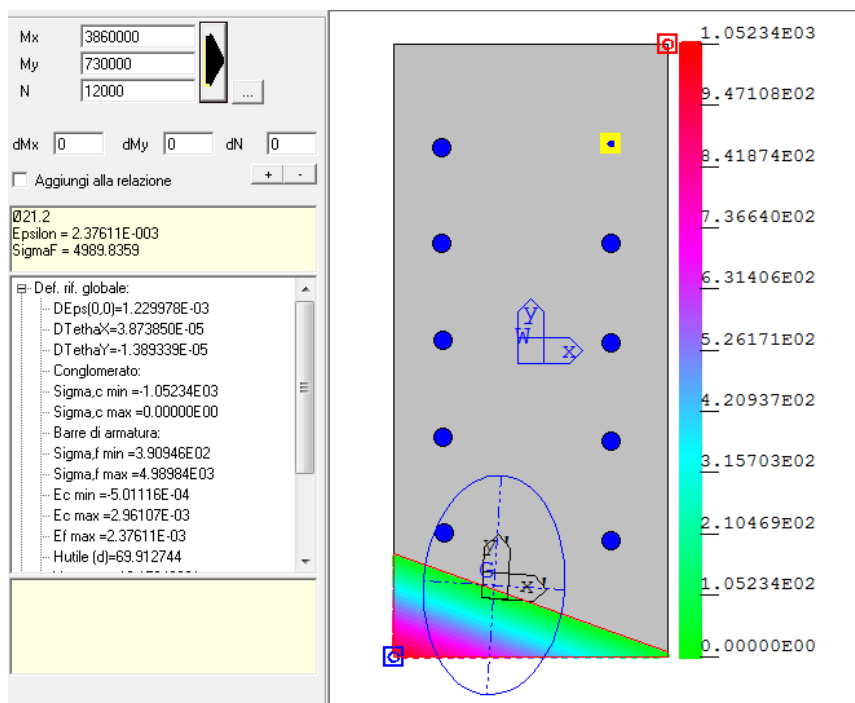 Mx 3860000
My 730000
N 12000 ...
dMx 0 dMy 0 dN 0
Aggiungi alla relazione + -
Ø21.2
Epsilon = 2.37611E-003
SigmaF = 4989.8359
Def. rif. globale:
DEps(0,0)=1.229978E-03
DTethaX=3.873850E-05
DTethaY=-1.389339E-05
Conglomerato:
Sigma,c min =-1.05234E03
Sigma,c max =0.00000E00
Barre di armatura:
Sigma,f min =3.90946E02
Sigma,f max =4.98984E03
Ec min =-5.01116E-04
Ec max =2.96107E-03
Ef max =2.37611E-03
Hutile (d)=69.912744
1.05234E03
9.47108E02
8.41874E02
7.36640E02
6.31406E02
5.26171E02
4.20937E02
3.15703E02
2.10469E02
1.05234E02
0.00000E00
y
W
x
y'
G
x'